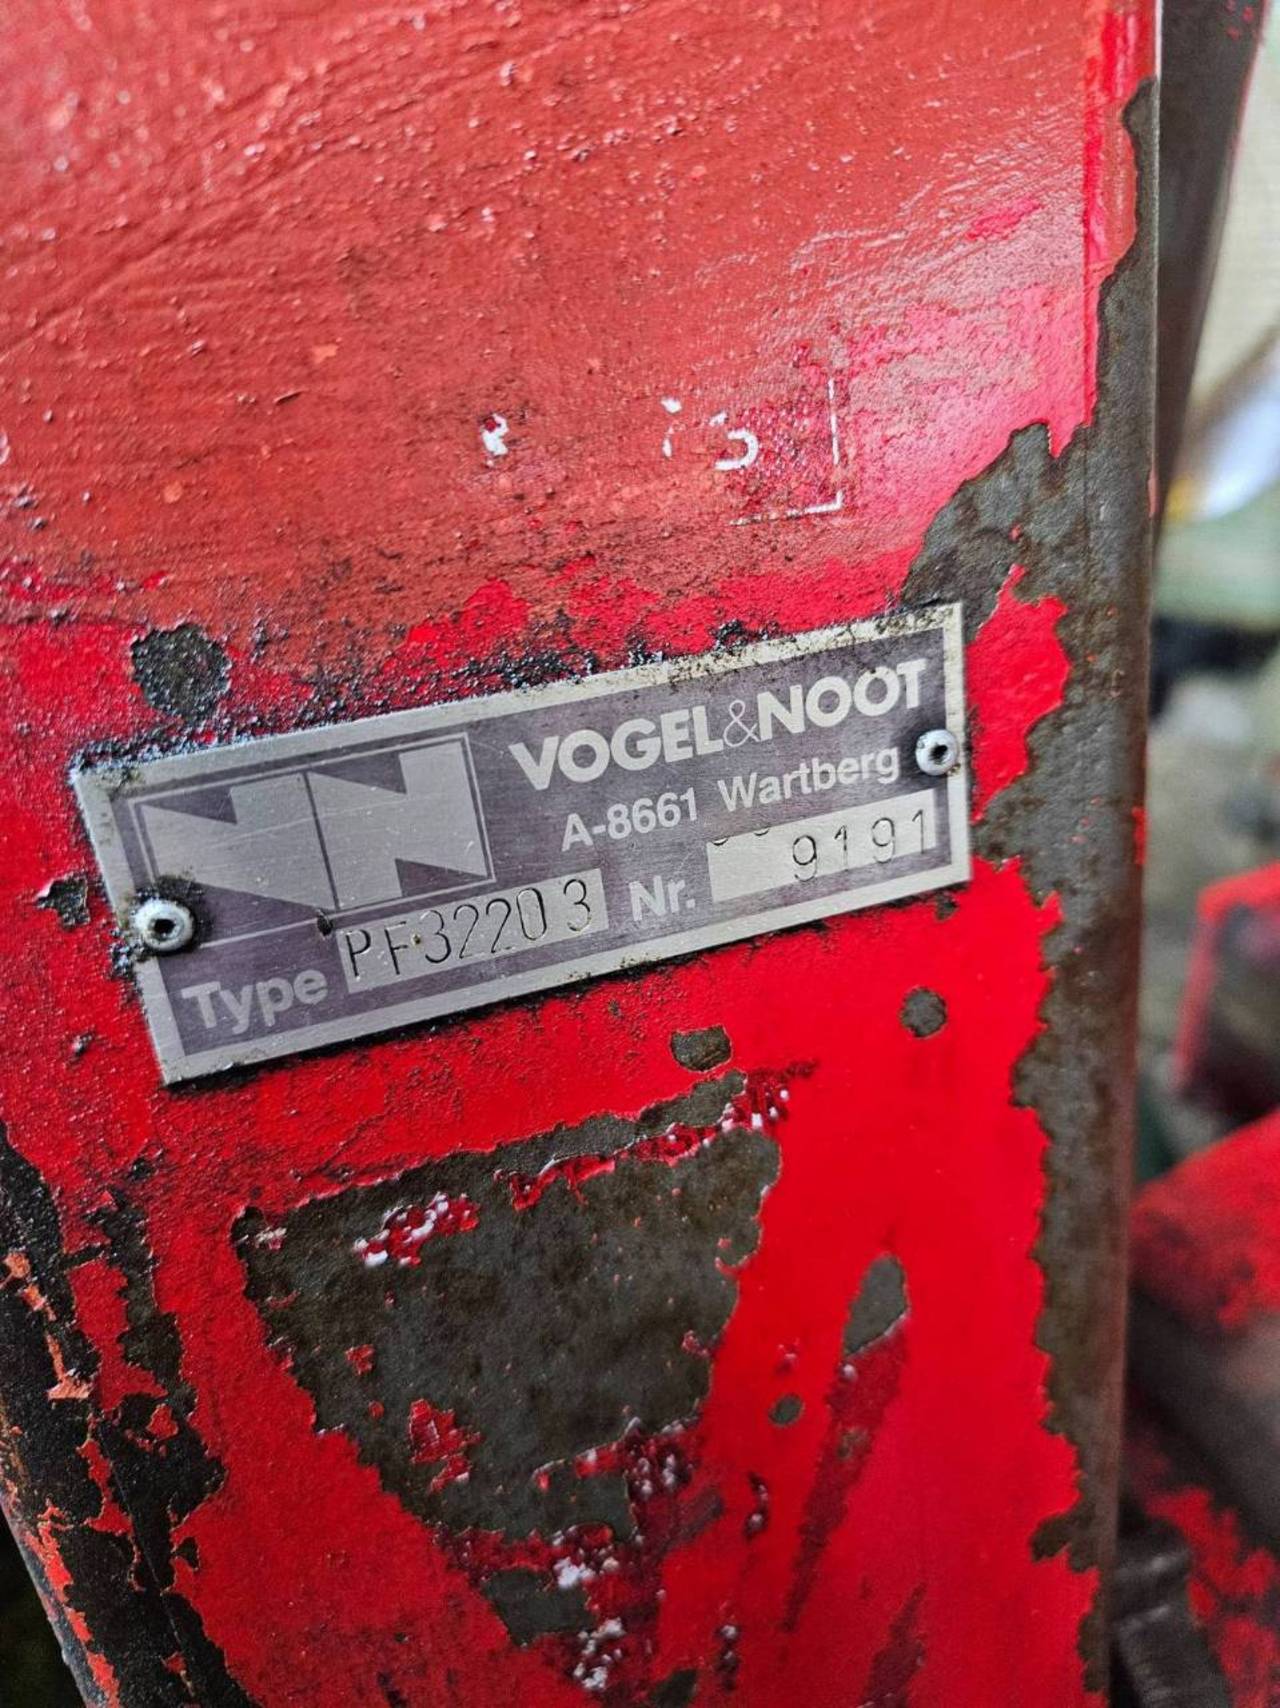 VOGEL&NOOT
A-8661 Wartberg
Type PF32203 Nr. 9191